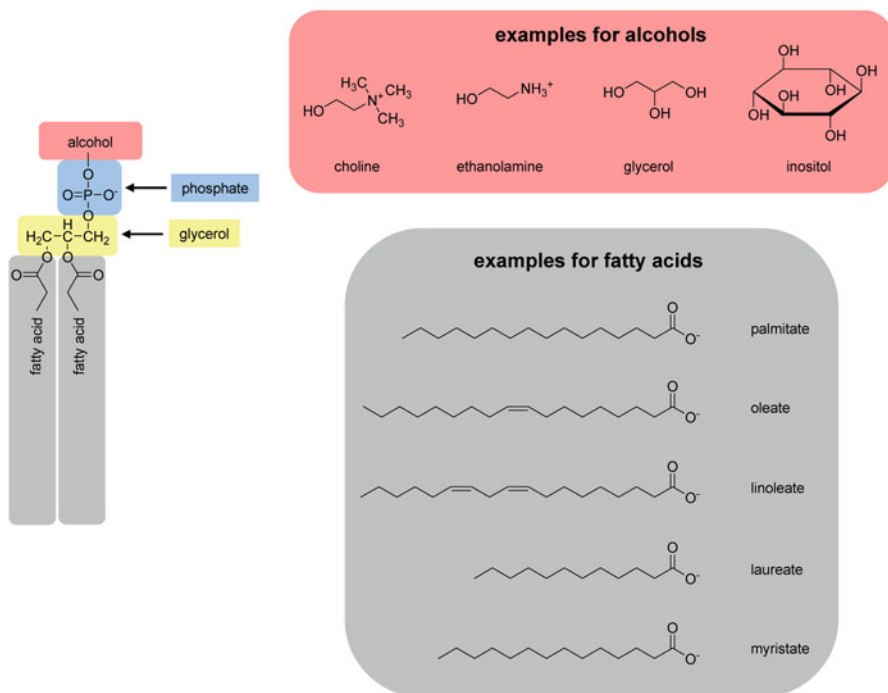 examples for alcohols
H₃C
CH₃
N⁺
HO
CH₃
choline
HO
NH₃⁺
ethanolamine
HO
OH
OH
glycerol
OH
OH
OH
OH
OH
OH
inositol
alcohol
O
O=P-O⁻
O
phosphate
H
H₂C-C-CH₂
glycerol
O
O
O
O
fatty acid
fatty acid
examples for fatty acids
O
O⁻
palmitate
O
O⁻
oleate
O
O⁻
linoleate
O
O⁻
laureate
O
O⁻
myristate